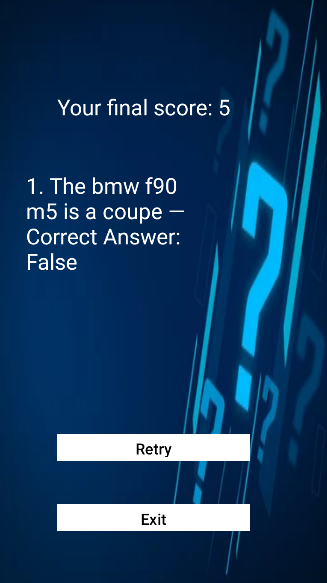 Your final score: 5
1. The bmw f90
m5 is a coupe —
Correct Answer:
False
Retry
Exit